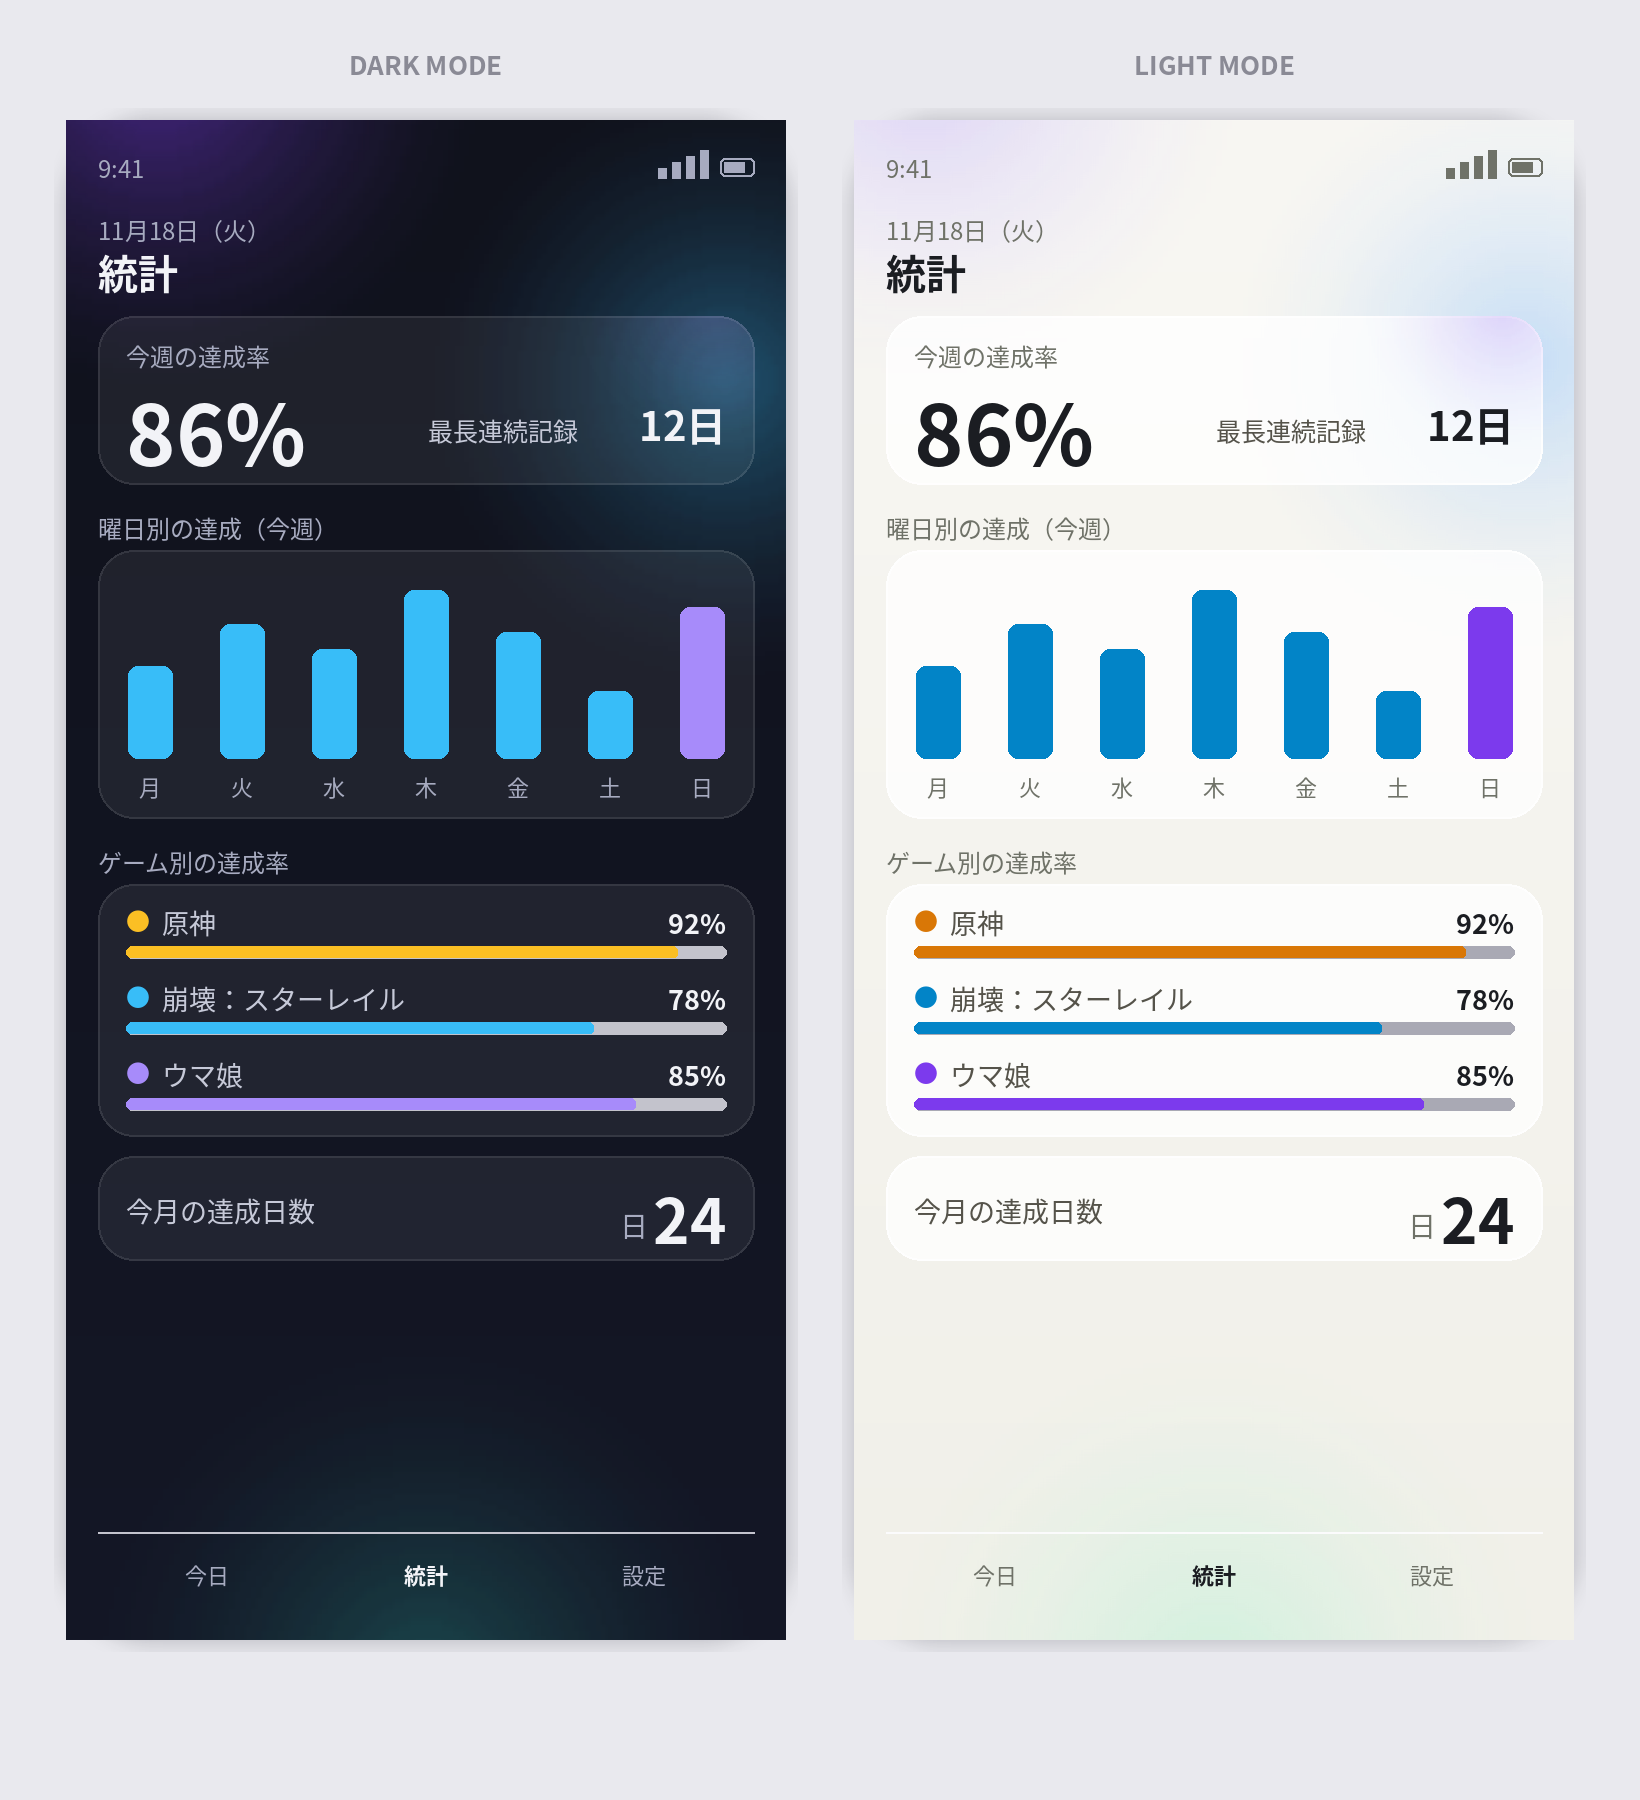 DARK MODE
9:41
11月18日（火）
統計
今週の達成率
86% 最長連続記録 12日
曜日別の達成（今週）
月 火 水 木 金 土 日
ゲーム別の達成率
原神 92%
崩壊：スターレイル 78%
ウマ娘 85%
今月の達成日数 日 24
今日 統計 設定
LIGHT MODE
9:41
11月18日（火）
統計
今週の達成率
86% 最長連続記録 12日
曜日別の達成（今週）
月 火 水 木 金 土 日
ゲーム別の達成率
原神 92%
崩壊：スターレイル 78%
ウマ娘 85%
今月の達成日数 日 24
今日 統計 設定